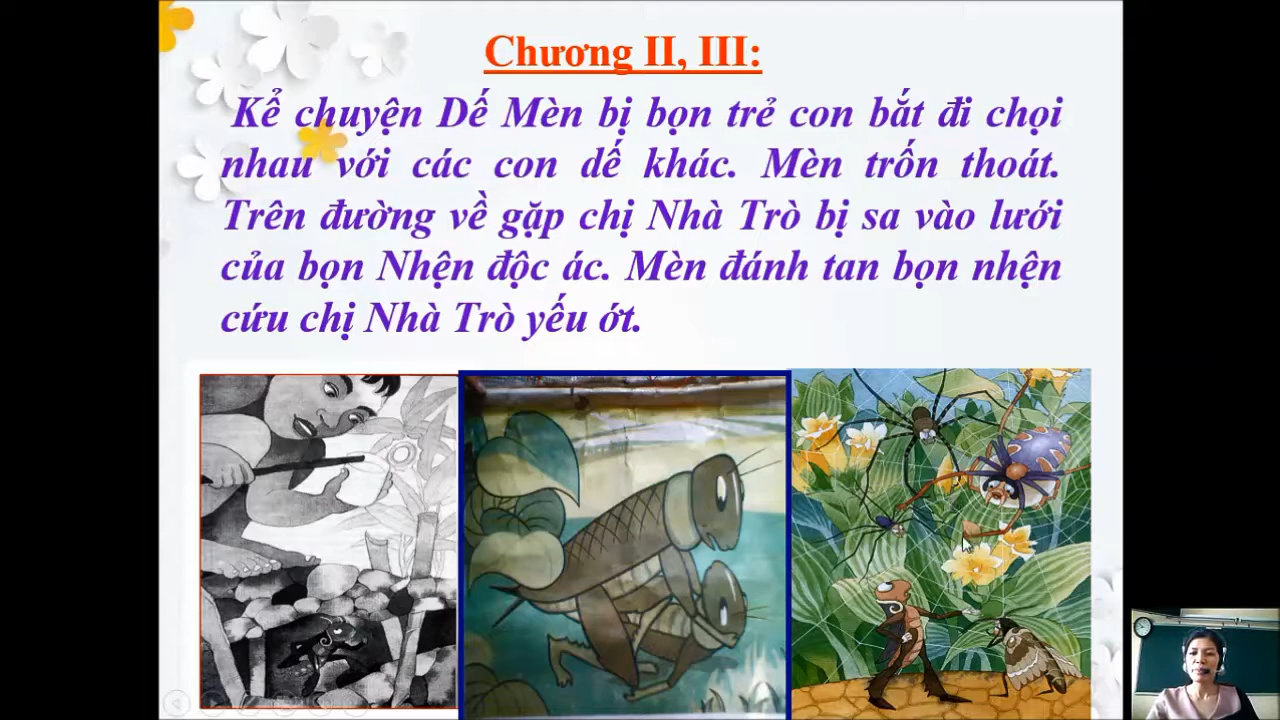 Chương II, III:
Kể chuyện Dế Mèn bị bọn trẻ con bắt đi chọi
nhau với các con dế khác. Mèn trốn thoát.
Trên đường về gặp chị Nhà Trò bị sa vào lưới
của bọn Nhện độc ác. Mèn đánh tan bọn nhện
cứu chị Nhà Trò yếu ớt.